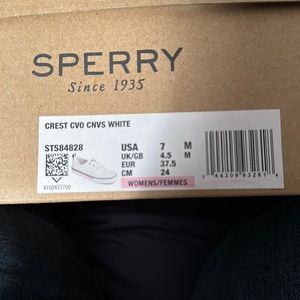 SPERRY
Since 1935
CREST CVO CNVS WHITE
STS84828
USA 7 M
UK/GB 4.5 M
EUR 37.5
CM 24
WOMENS/FEMMES
4700477700